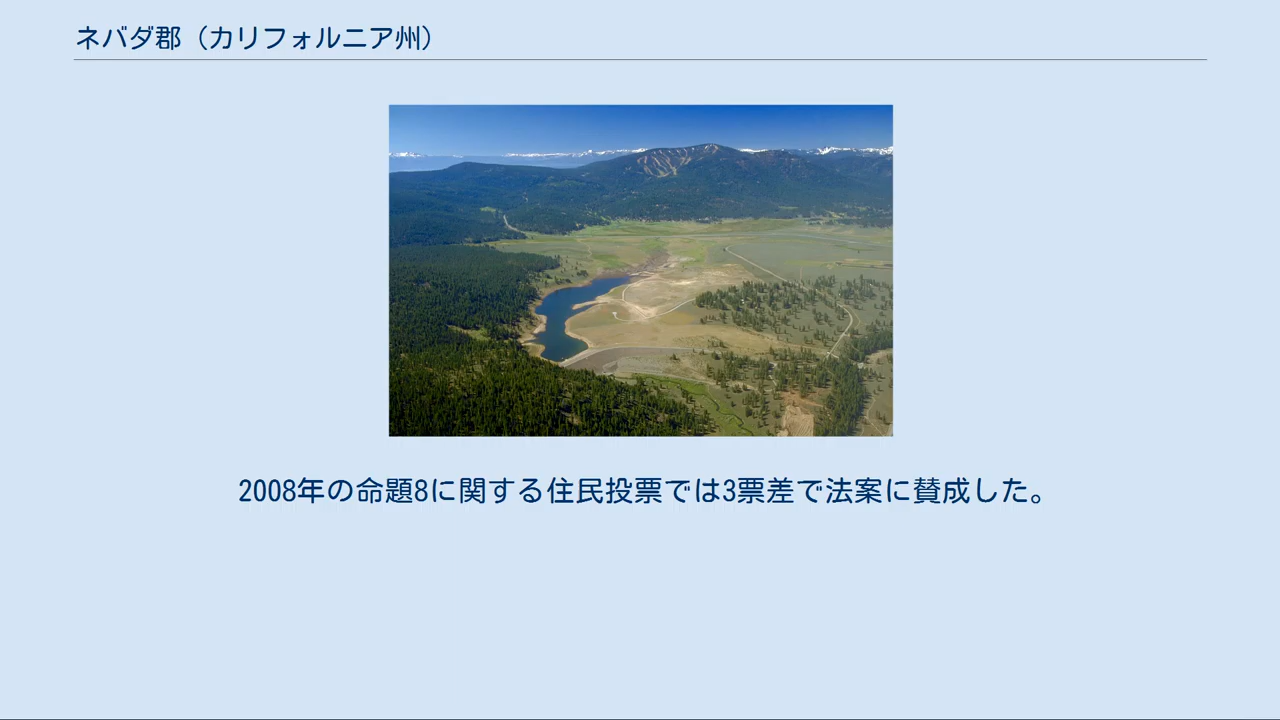 ネバダ郡（カリフォルニア州）
2008年の命題8に関する住民投票では3票差で法案に賛成した。